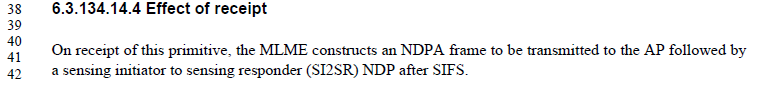 38 6.3.134.14.4 Effect of receipt
39
40
41 On receipt of this primitive, the MLME constructs an NDPA frame to be transmitted to the AP followed by
42 a sensing initiator to sensing responder (SI2SR) NDP after SIFS.